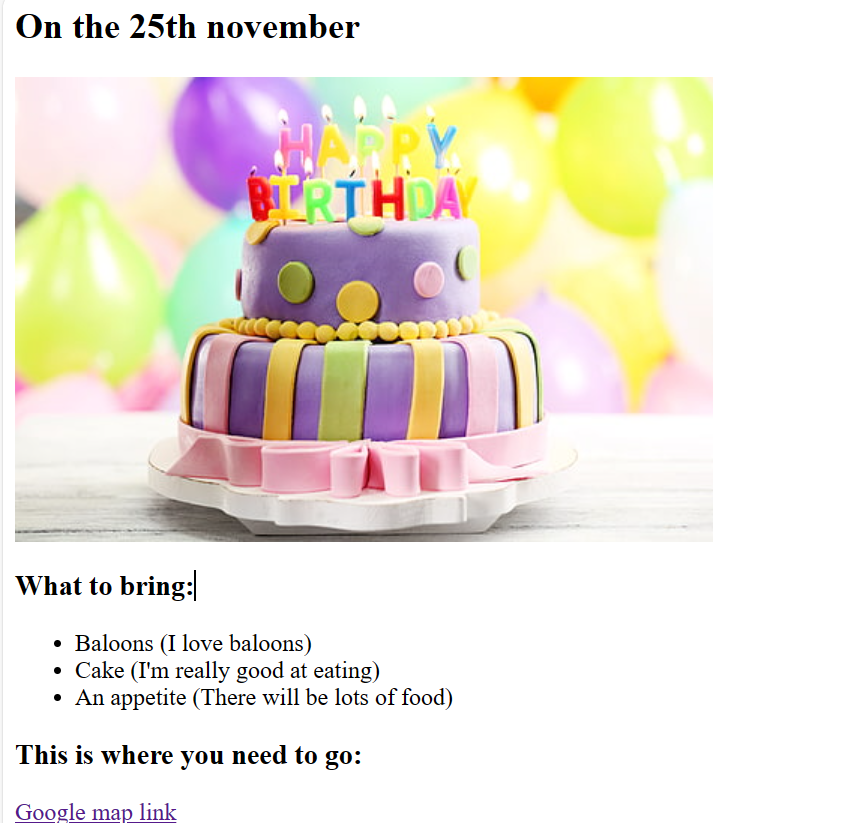 On the 25th november
HAPPY
BIRTHDAY
What to bring:
Baloons (I love baloons)
Cake (I'm really good at eating)
An appetite (There will be lots of food)
This is where you need to go:
Google map link